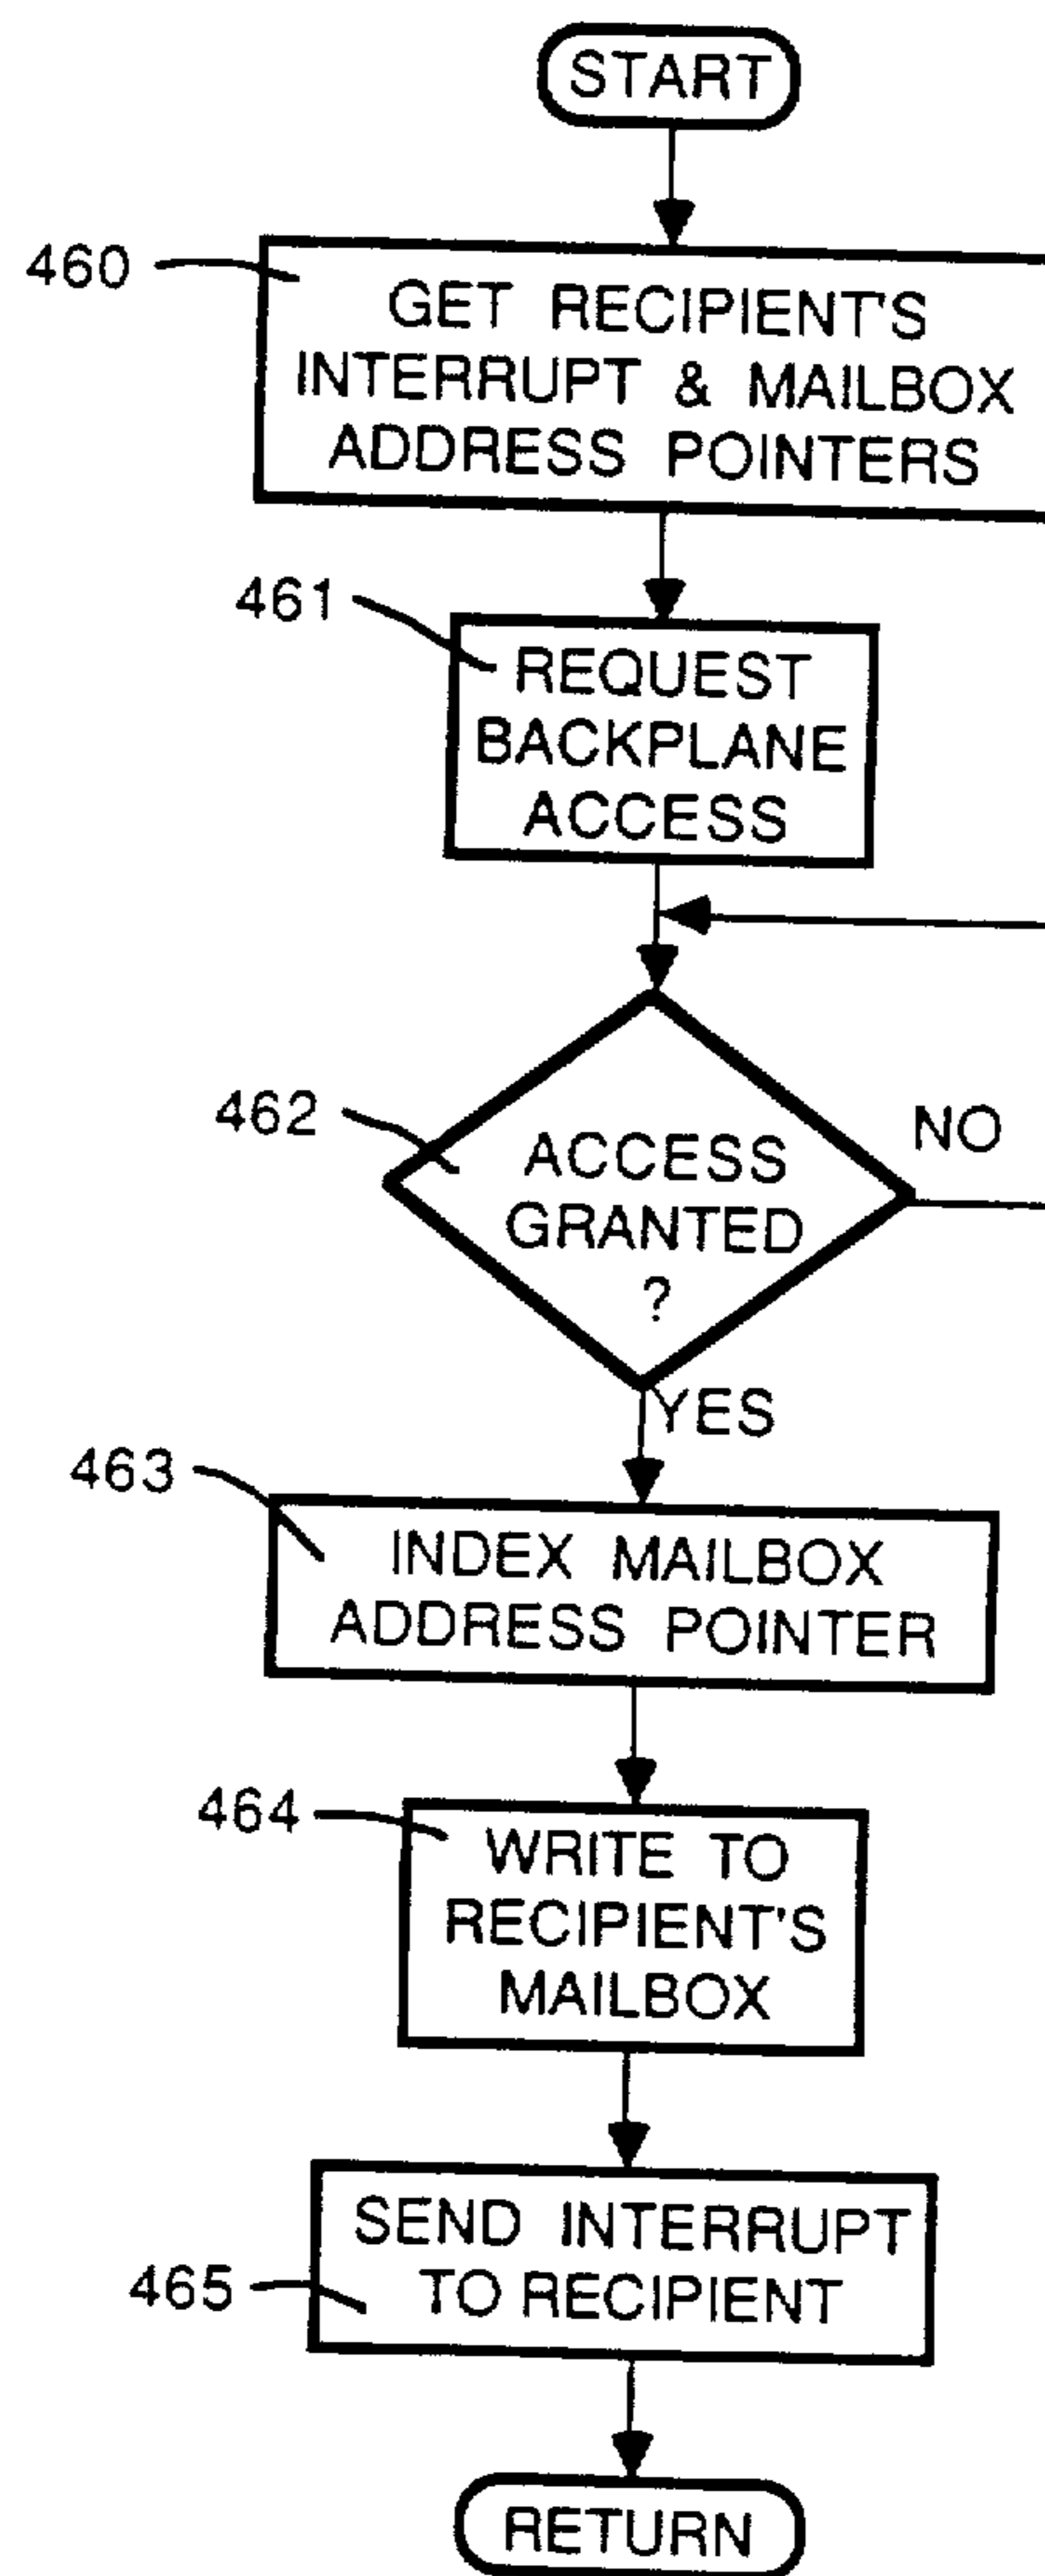 START
460
GET RECIPIENT'S
INTERRUPT & MAILBOX
ADDRESS POINTERS
461
REQUEST
BACKPLANE
ACCESS
462
ACCESS
GRANTED
?
NO
YES
463
INDEX MAILBOX
ADDRESS POINTER
464
WRITE TO
RECIPIENT'S
MAILBOX
SEND INTERRUPT
TO RECIPIENT
465
RETURN